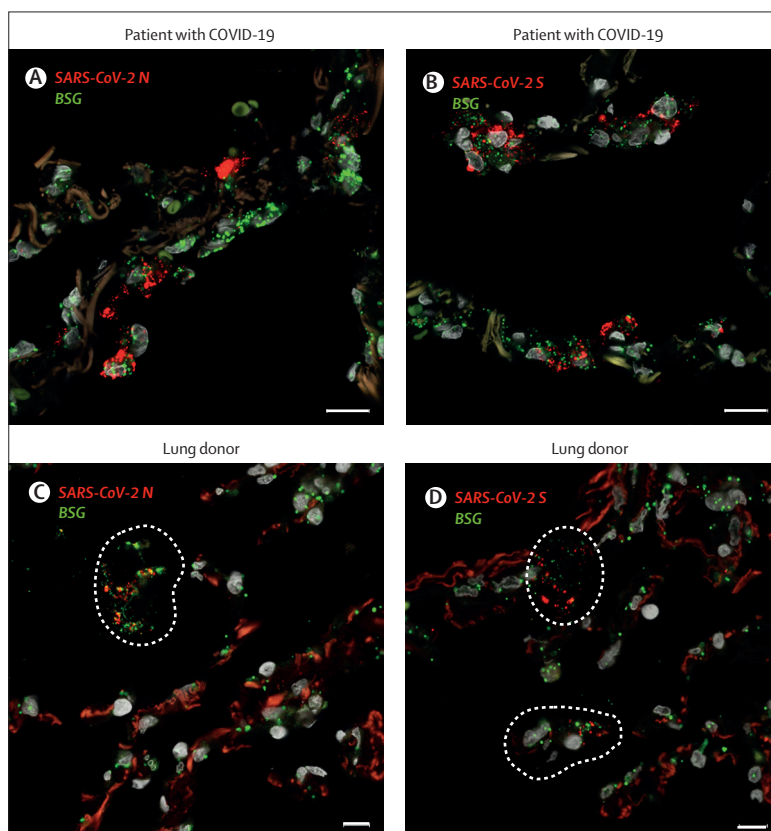 Patient with COVID-19
Patient with COVID-19
A SARS-CoV-2 N
BSG
B SARS-CoV-2 S
BSG
Lung donor
Lung donor
C SARS-CoV-2 N
BSG
D SARS-CoV-2 S
BSG